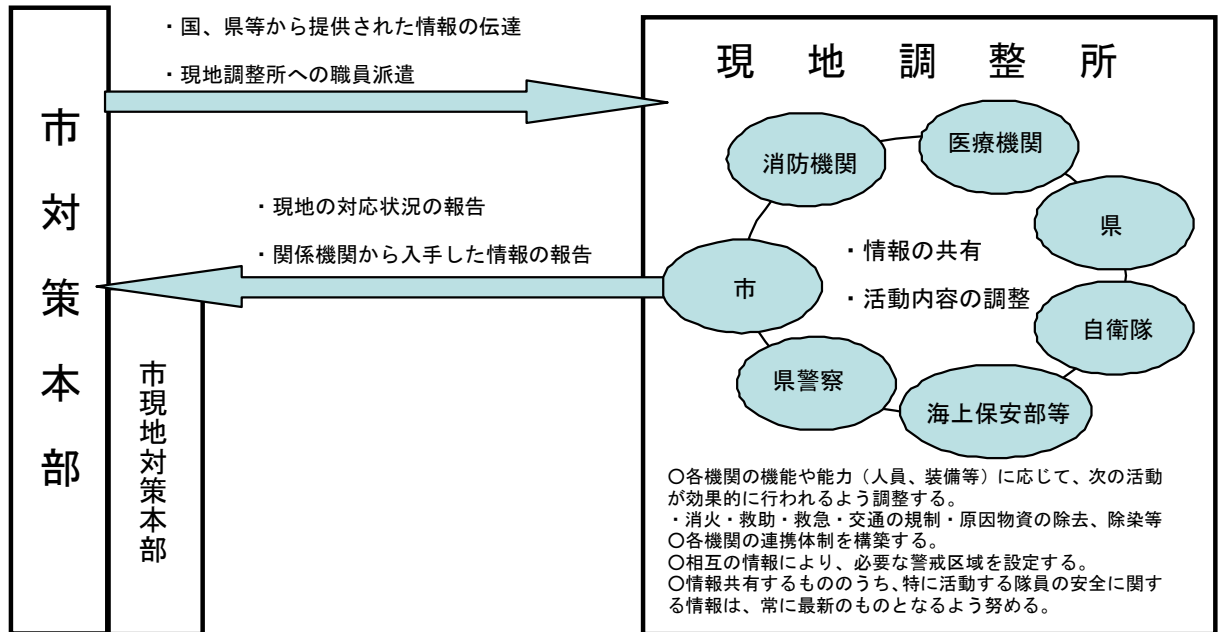 ・国、県等から提供された情報の伝達
・現地調整所への職員派遣
市対策本部
・現地の対応状況の報告
・関係機関から入手した情報の報告
市現地対策本部
現地調整所
消防機関
医療機関
県
自衛隊
海上保安部等
県警察
市
・情報の共有
・活動内容の調整
〇各機関の機能や能力（人員、装備等）に応じて、次の活動
が効果的に行われるよう調整する。
・消火・救助・救急・交通の規制・原因物資の除去、除染等
〇各機関の連携体制を構築する。
〇相互の情報により、必要な警戒区域を設定する。
〇情報共有するもののうち、特に活動する隊員の安全に関す
る情報は、常に最新のものとなるよう努める。